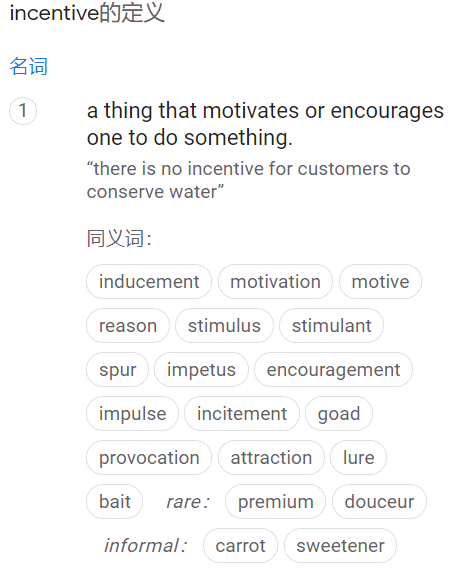 incentive的定义
名词
1 a thing that motivates or encourages
one to do something.
“there is no incentive for customers to
conserve water”
同义词：
inducement motivation motive
reason stimulus stimulant
spur impetus encouragement
impulse incitement goad
provocation attraction lure
bait rare： premium douceur
informal： carrot sweetener